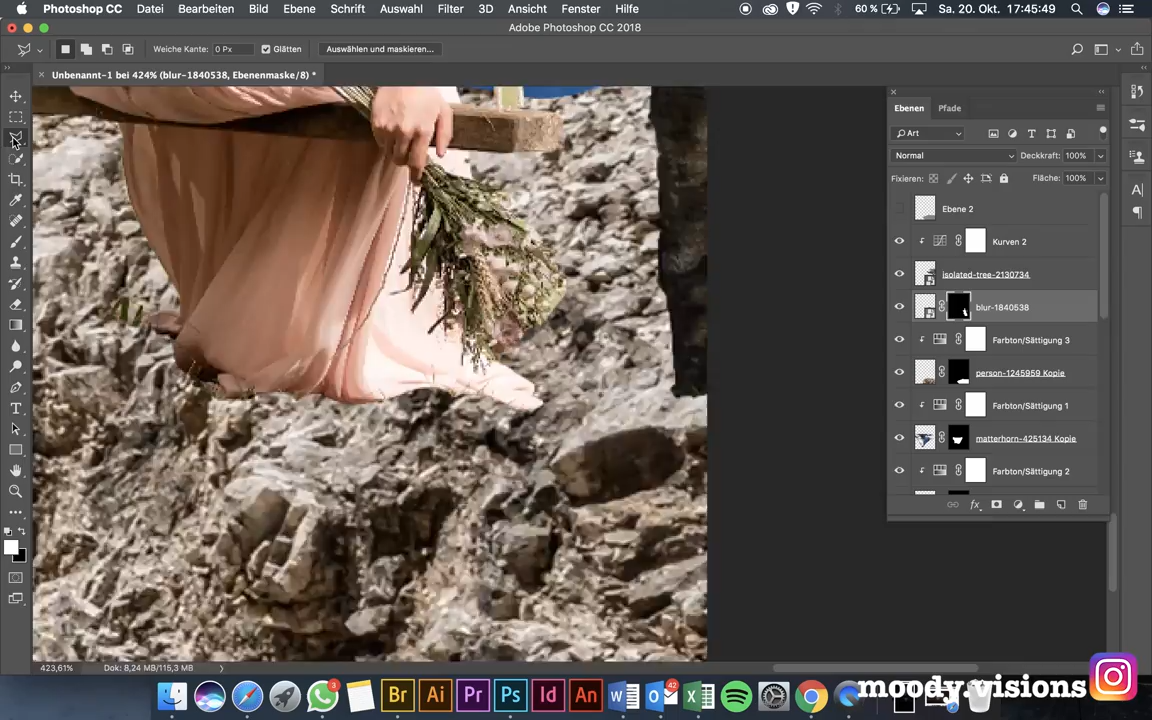 Photoshop CC Datei Bearbeiten Bild Ebene Schrift Auswahl Filter 3D Ansicht Fenster Hilfe 60 % Sa. 20. Okt. 17:45:49
Adobe Photoshop CC 2018
Weiche Kante: 0 Px Glätten Auswählen und maskieren...
Unbenannt-1 bei 424% (blur-1840538, Ebenenmaske/8) *
Ebenen Pfade
Art
Normal Deckkraft: 100%
Fixieren: Fläche: 100%
Ebene 2
Kurven 2
isolated-tree-2130734
blur-1840538
Farbton/Sättigung 3
person-1245959 Kopie
Farbton/Sättigung 1
matterhorn-425134 Kopie
Farbton/Sättigung 2
fx
423,61% Dok: 8,24 MB/115,3 MB
3
42
Br Ai Pr Ps Id An
moody.visions